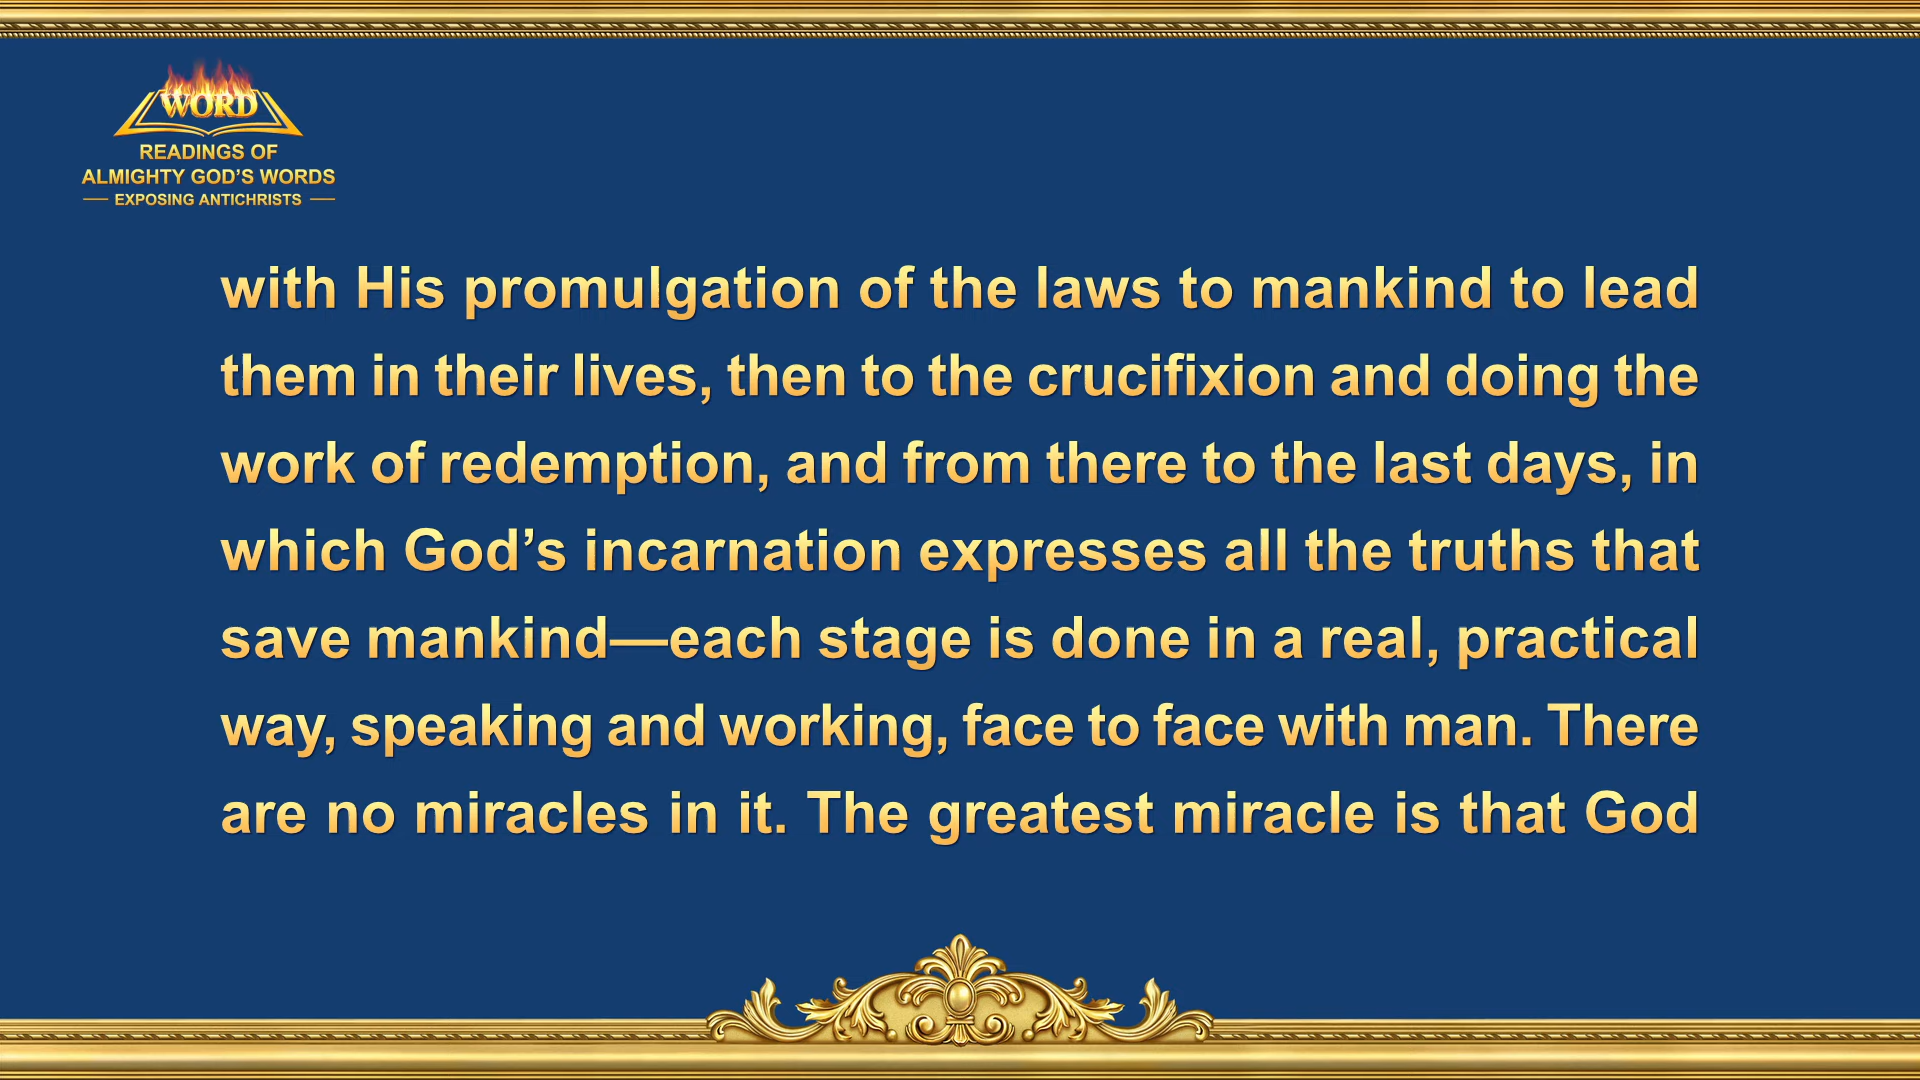 WORD
READINGS OF
ALMIGHTY GOD’S WORDS
EXPOSING ANTICHRISTS
with His promulgation of the laws to mankind to lead
them in their lives, then to the crucifixion and doing the
work of redemption, and from there to the last days, in
which God’s incarnation expresses all the truths that
save mankind—each stage is done in a real, practical
way, speaking and working, face to face with man. There
are no miracles in it. The greatest miracle is that God